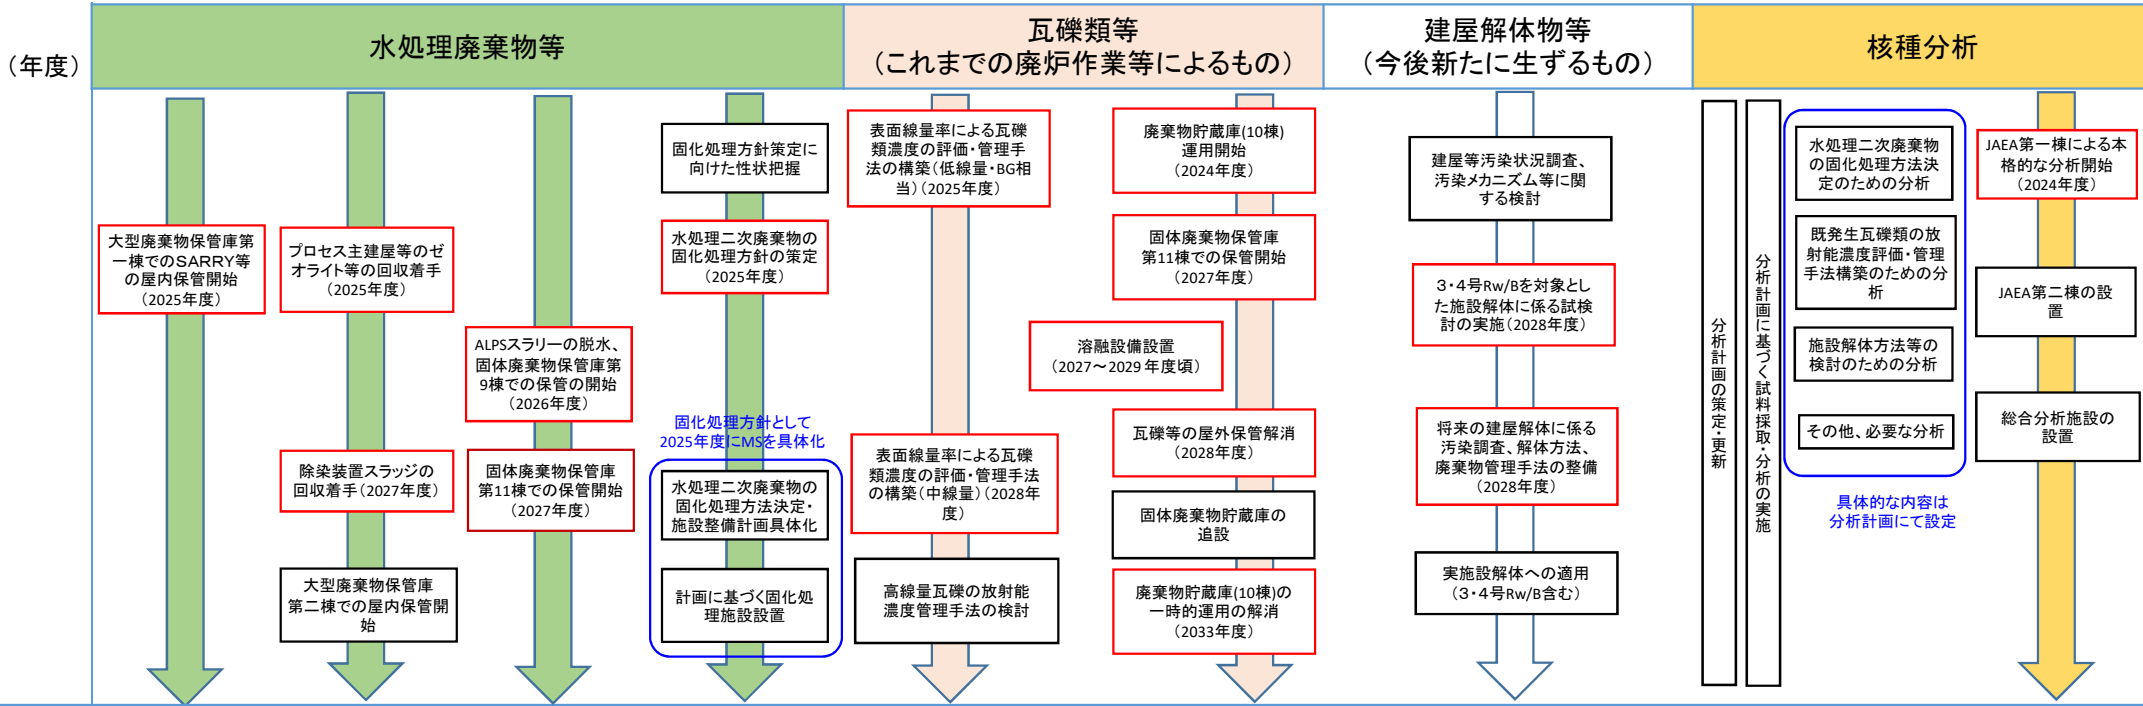 （年度）
水処理廃棄物等
瓦礫類等
（これまでの廃炉作業等によるもの）
建屋解体物等
（今後新たに生ずるもの）
核種分析
大型廃棄物保管庫第
一棟でのSARRY等
の屋内保管開始
（2025年度）
プロセス主建屋等のゼ
オライト等の回収着手
（2025年度）
除染装置スラッジの
回収着手（2027年度）
大型廃棄物保管庫
第二棟での屋内保管開
始
ALPSスラリーの脱水、
固体廃棄物保管庫第
9棟での保管の開始
（2026年度）
固体廃棄物保管庫
第11棟での保管開始
（2027年度）
固化処理方針策定に
向けた性状把握
水処理二次廃棄物の
固化処理方針の策定
（2025年度）
固化処理方針として
2025年度にMSを具体化
水処理二次廃棄物の
固化処理方法決定・
施設整備計画具体化
計画に基づく固化処
理施設設置
表面線量率による瓦礫
類濃度の評価・管理手
法の構築（低線量・BG相
当）（2025年度）
表面線量率による瓦礫
類濃度の評価・管理手法
の構築（中線量）（2028年
度）
高線量瓦礫の放射能
濃度管理手法の検討
廃棄物貯蔵庫(10棟)
運用開始
（2024年度）
固体廃棄物保管庫
第11棟での保管開始
（2027年度）
溶融設備設置
（2027～2029年度頃）
瓦礫等の屋外保管解消
（2028年度）
固体廃棄物貯蔵庫の
追設
廃棄物貯蔵庫(10棟)の
一時的運用の解消
（2033年度）
建屋等汚染状況調査、
汚染メカニズム等に関
する検討
３・４号Rw/Bを対象とし
た施設解体に係る試検
討の実施（2028年度）
将来の建屋解体に係る
汚染調査、解体方法、
廃棄物管理手法の整備
（2028年度）
実施設解体への適用
（３・４号Rw/B含む）
分析計画の策定・更新
分析計画に基づく試料採取・分析の実施
水処理二次廃棄物
の固化処理方法決
定のための分析
既発生瓦礫類の放
射能濃度評価・管理
手法構築のための分
析
施設解体方法等の
検討のための分析
その他、必要な分析
具体的な内容は
分析計画にて設定
JAEA第一棟による本
格的な分析開始
（2024年度）
JAEA第二棟の設
置
総合分析施設の
設置